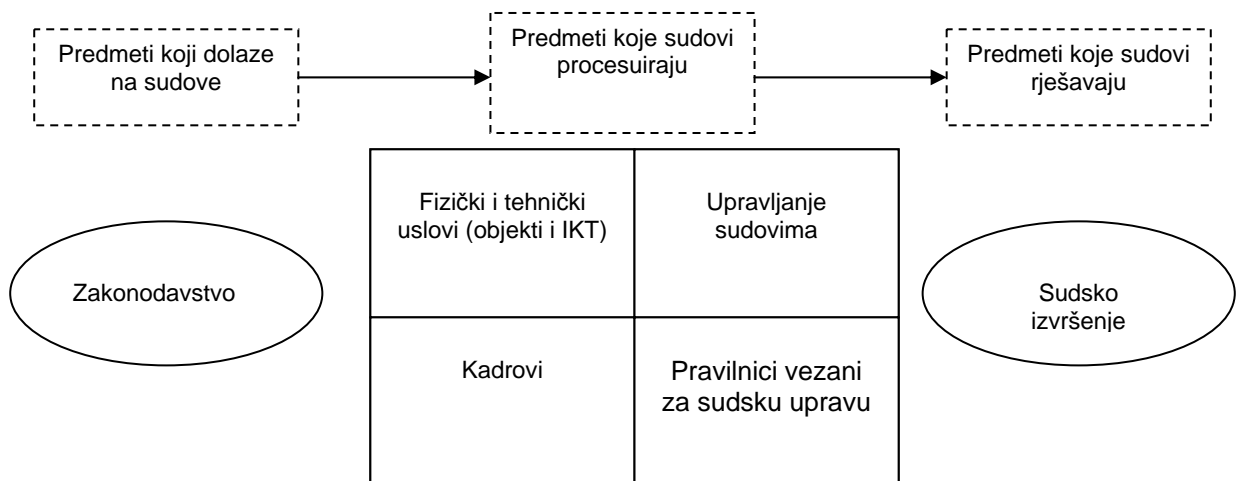 Predmeti koji dolaze
na sudove
Predmeti koje sudovi
procesuiraju
Predmeti koje sudovi
rješavaju
Fizički i tehnički
uslovi (objekti i IKT)
Upravljanje
sudovima
Zakonodavstvo
Sudsko
izvršenje
Kadrovi
Pravilnici vezani
za sudsku upravu